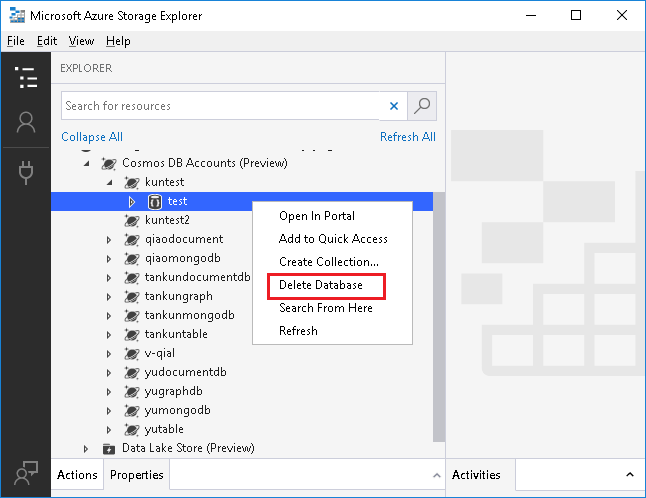 Microsoft Azure Storage Explorer
File Edit View Help
EXPLORER
Search for resources
Collapse All Refresh All
Cosmos DB Accounts (Preview)
kuntest
test
kuntest2
qiaodocument
qiaomongodb
tankundocumentdb
tankungraph
tankunmongodb
tankuntable
v-qial
yudocumentdb
yugraphdb
yumongodb
yutable
Data Lake Store (Preview)
Open In Portal
Add to Quick Access
Create Collection...
Delete Database
Search From Here
Refresh
Actions Properties Activities